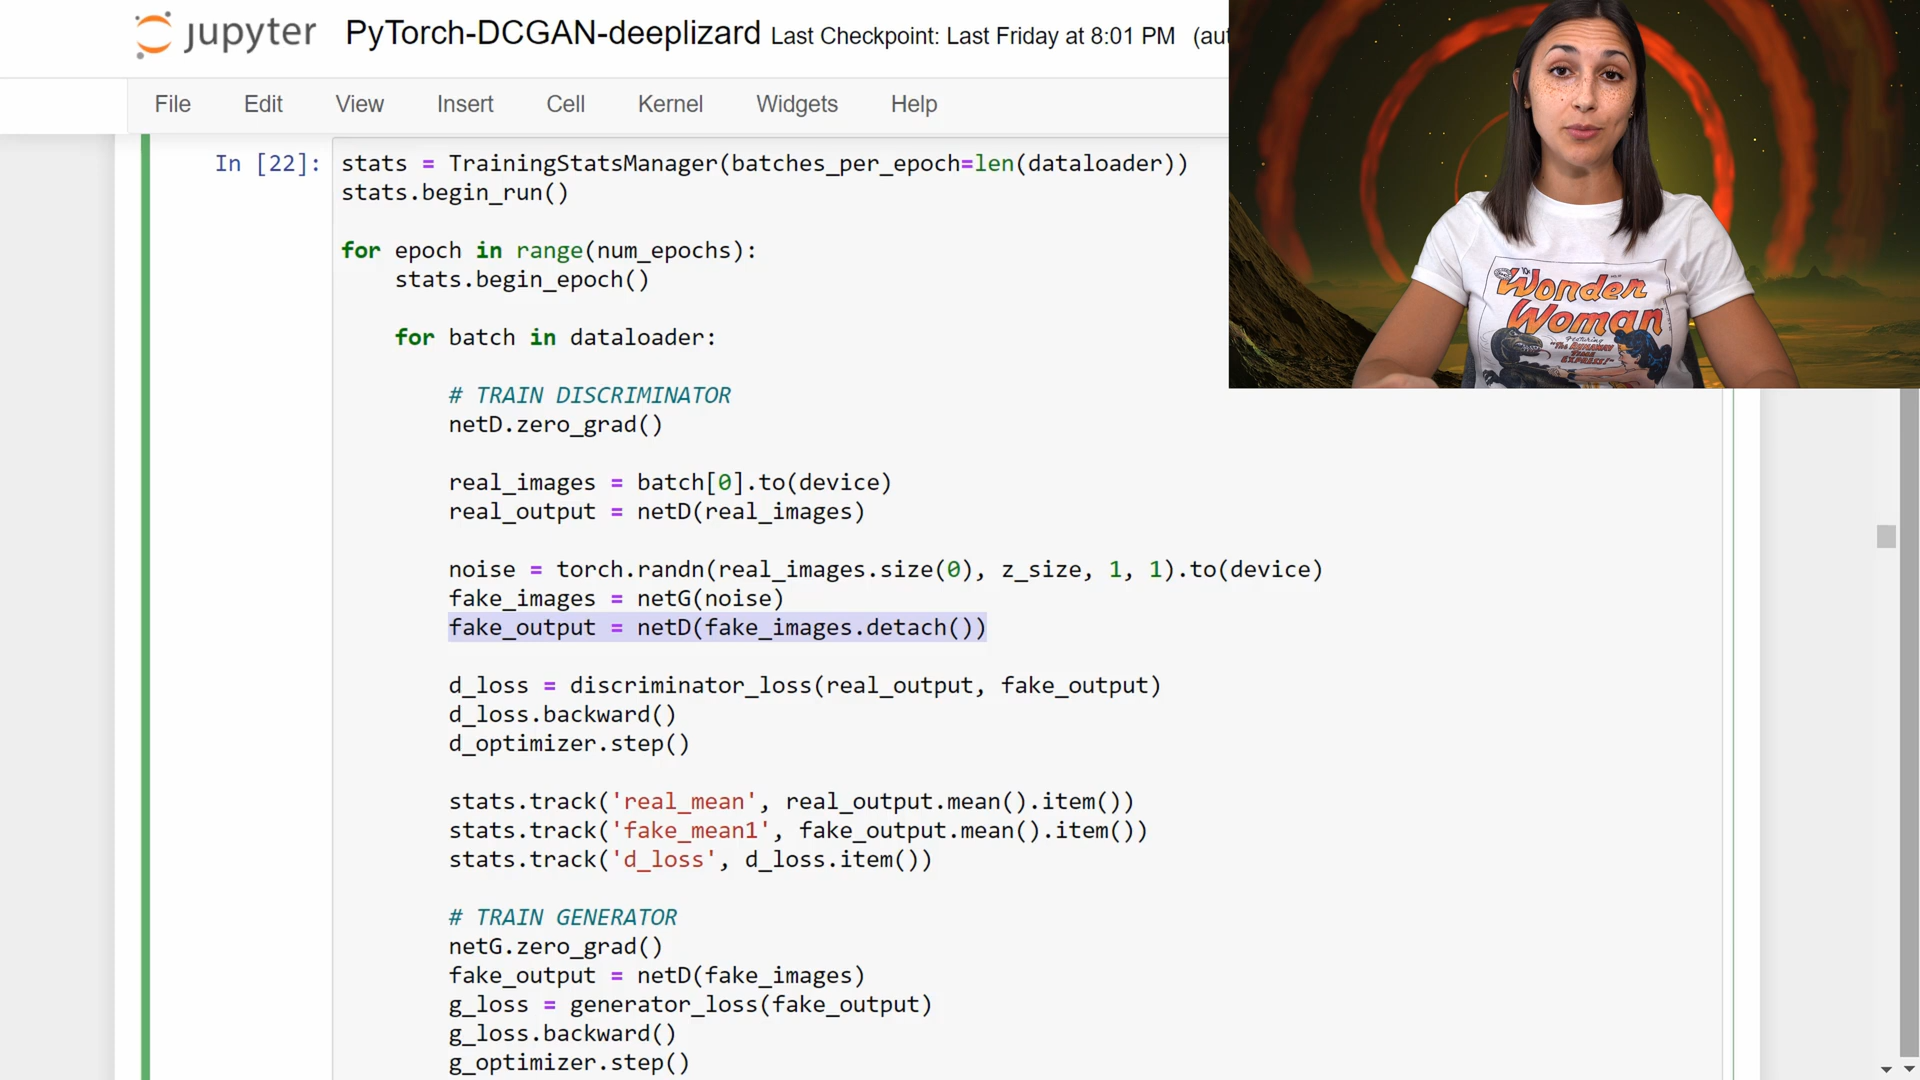 jupyter PyTorch-DCGAN-deeplizard Last Checkpoint: Last Friday at 8:01 PM (au
File Edit View Insert Cell Kernel Widgets Help
In [22]: stats = TrainingStatsManager(batches_per_epoch=len(dataloader))
stats.begin_run()
for epoch in range(num_epochs):
stats.begin_epoch()
for batch in dataloader:
# TRAIN DISCRIMINATOR
netD.zero_grad()
real_images = batch[0].to(device)
real_output = netD(real_images)
noise = torch.randn(real_images.size(0), z_size, 1, 1).to(device)
fake_images = netG(noise)
fake_output = netD(fake_images.detach())
d_loss = discriminator_loss(real_output, fake_output)
d_loss.backward()
d_optimizer.step()
stats.track('real_mean', real_output.mean().item())
stats.track('fake_mean1', fake_output.mean().item())
stats.track('d_loss', d_loss.item())
# TRAIN GENERATOR
netG.zero_grad()
fake_output = netD(fake_images)
g_loss = generator_loss(fake_output)
g_loss.backward()
g_optimizer.step()
Wonder
Woman
Featuring
"The RUNAWAY
TIME
EXPRESS!"